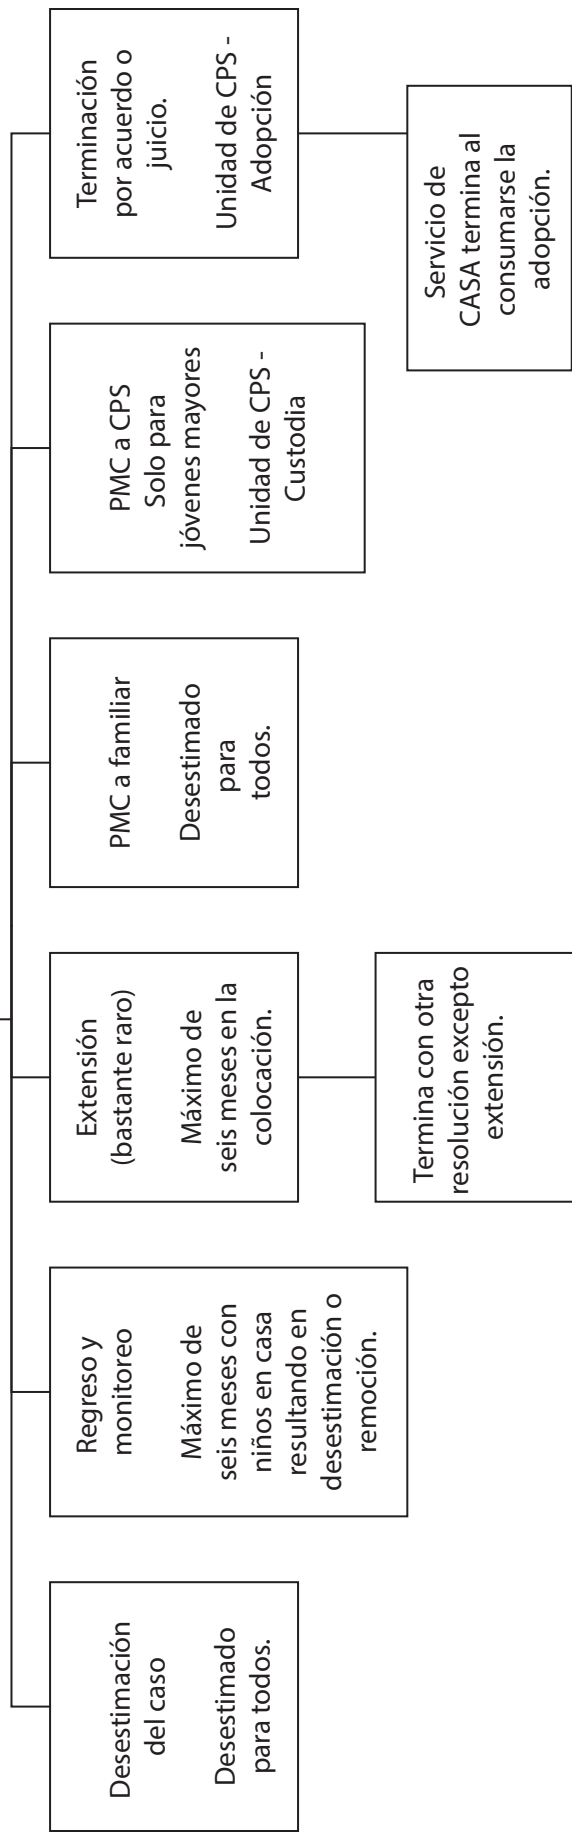 Desestimación
del caso
Desestimado
para todos.
Regreso y
monitoreo
Máximo de
seis meses con
niños en casa
resultando en
desestimación o
remoción.
Extensión
(bastante raro)
Máximo de
seis meses en la
colocación.
Termina con otra
resolución excepto
extensión.
PMC a familiar
Desestimado
para
todos.
PMC a CPS
Solo para
jóvenes mayores
Unidad de CPS -
Custodia
Terminación
por acuerdo o
juicio.
Unidad de CPS -
Adopción
Servicio de
CASA termina al
consumarse la
adopción.